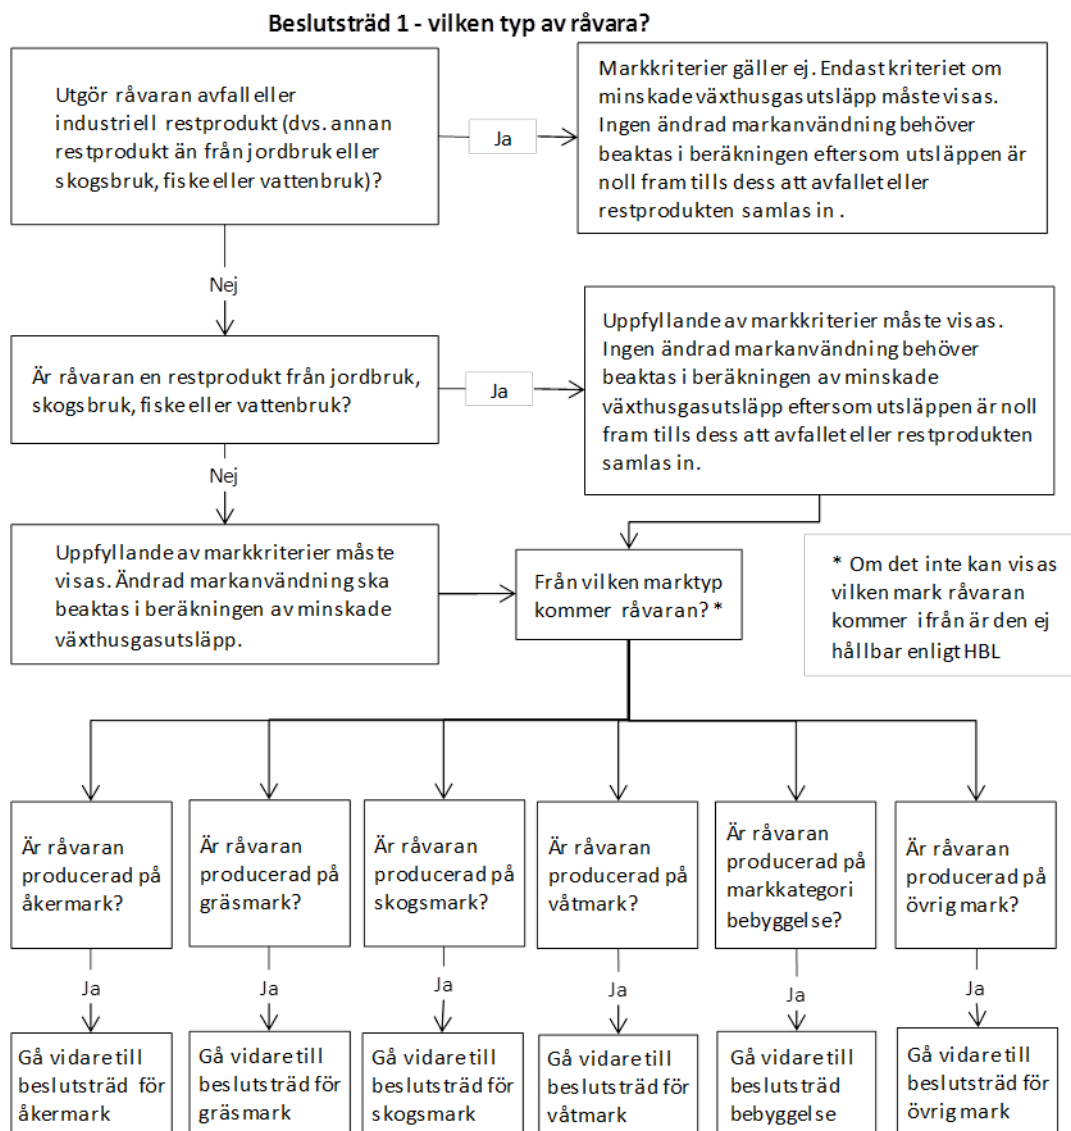 Beslutsträd 1 - vilken typ av råvara?
Utgör råvaran avfall eller
industriell restprodukt (dvs. annan
restprodukt än från jordbruk eller
skogsbruk, fiske eller vattenbruk)?
Ja
Markkriterier gäller ej. Endast kriteriet om
minskade växthusgasutsläpp måste visas.
Ingen ändrad markanvändning behöver
beaktas i beräkningen eftersom utsläppen är
noll fram tills dess att avfallet eller
restprodukten samlas in .
Nej
Är råvaran en restprodukt från jordbruk,
skogsbruk, fiske eller vattenbruk?
Ja
Uppfyllande av markkriterier måste visas.
Ingen ändrad markanvändning behöver
beaktas i beräkningen av minskade
växthusgasutsläpp eftersom utsläppen är noll
fram tills dess att avfallet eller restprodukten
samlas in.
Nej
Uppfyllande av markkriterier måste
visas. Ändrad markanvändning ska
beaktas i beräkningen av minskade
växthusgasutsläpp.
Från vilken marktyp
kommer råvaran? *
* Om det inte kan visas
vilken mark råvaran
kommer ifrån är den ej
hållbar enligt HBL
Är råvaran
producerad på
åkermark?
Är råvaran
producerad på
gräsmark?
Är råvaran
producerad på
skogsmark?
Är råvaran
producerad på
våtmark?
Är råvaran
producerad på
markkategori
bebyggelse?
Är råvaran
producerad på
övrig mark?
Ja
Ja
Ja
Ja
Ja
Ja
Gå vidare till
beslutsträd för
åkermark
Gå vidare till
beslutsträd för
gräsmark
Gå vidare till
beslutsträd för
skogsmark
Gå vidare till
beslutsträd för
våtmark
Gå vidare till
beslutsträd
bebyggelse
Gå vidare till
beslutsträd för
övrig mark